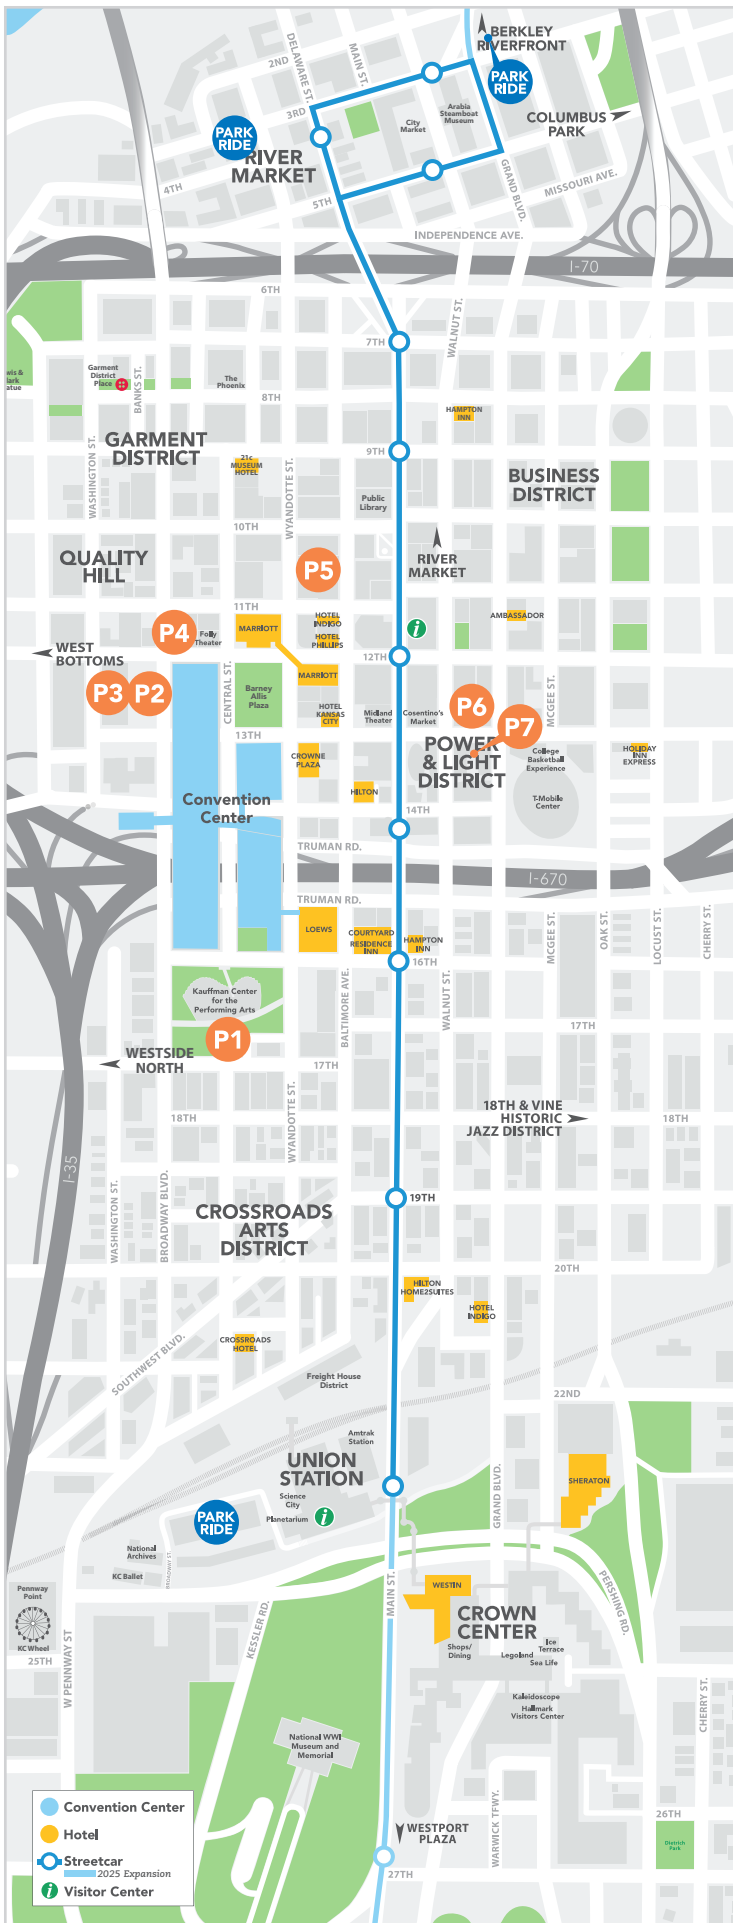 BERKLEY
RIVERFRONT
PARK
RIDE
2ND
DELAWARE ST.
MAIN ST.
3RD
PARK
RIDE
RIVER
MARKET
City
Market
Arabia
Steamboat
Museum
COLUMBUS
PARK
4TH
5TH
GRAND BLVD.
MISSOURI AVE.
INDEPENDENCE AVE.
I-70
6TH
WALNUT ST.
7TH
Garment
District
Place
BANKS ST.
The
Phoenix
8TH
HAMPTON
INN
GARMENT
DISTRICT
WASHINGTON ST.
21c
MUSEUM
HOTEL
WYANDOTTE ST.
9TH
BUSINESS
DISTRICT
Public
Library
10TH
QUALITY
HILL
P5
RIVER
MARKET
11TH
P4
Folly
Theater
MARRIOTT
HOTEL
INDIGO
HOTEL
PHILLIPS
i
AMBASSADOR
WEST
BOTTOMS
12TH
P3
P2
CENTRAL ST.
Barney
Allis
Plaza
MARRIOTT
HOTEL
KANSAS
CITY
Midland
Theater
Cosentino's
Market
P6
P7
MCGEE ST.
13TH
CROWNE
PLAZA
POWER
& LIGHT
DISTRICT
College
Basketball
Experience
HOLIDAY
INN
EXPRESS
Convention
Center
HILTON
T-Mobile
Center
14TH
TRUMAN RD.
I-670
TRUMAN RD.
LOEWS
COURTYARD
RESIDENCE
INN
HAMPTON
INN
16TH
MCGEE ST.
OAK ST.
LOCUST ST.
CHERRY ST.
Kauffman Center
for the
Performing Arts
P1
BALTIMORE AVE.
WALNUT ST.
17TH
WESTSIDE
NORTH
17TH
18TH
WYANDOTTE ST.
18TH & VINE
HISTORIC
JAZZ DISTRICT
18TH
I-35
WASHINGTON ST.
BROADWAY BLVD.
19TH
CROSSROADS
ARTS
DISTRICT
20TH
HILTON
HOME2SUITES
HOTEL
INDIGO
CROSSROADS
HOTEL
SOUTHWEST BLVD.
Freight House
District
22ND
Amtrak
Station
UNION
STATION
Science
City
Planetarium
i
PARK
RIDE
GRAND BLVD.
SHERATON
National
Archives
KC Ballet
BROADWAY ST.
Pennway
Point
KC Wheel
25TH
W PENNWAY ST
KESSLER RD.
MAIN ST.
WESTIN
CROWN
CENTER
PERSHING RD.
Shops/
Dining
Ice
Terrace
Legoland
Sea Life
Kaleidoscope
Hallmark
Visitors Center
CHERRY ST.
National WWI
Museum and
Memorial
WESTPORT
PLAZA
WARWICK TFWY.
26TH
Dietrich
Park
27TH
Convention Center
Hotel
Streetcar
2025 Expansion
i
Visitor Center